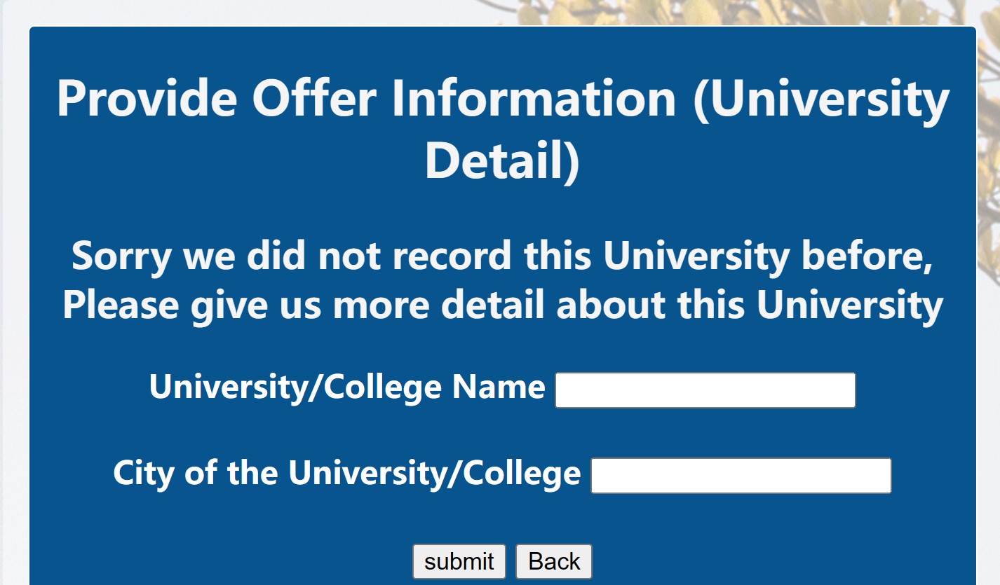 Provide Offer Information (University
Detail)
Sorry we did not record this University before,
Please give us more detail about this University
University/College Name
City of the University/College
submit Back